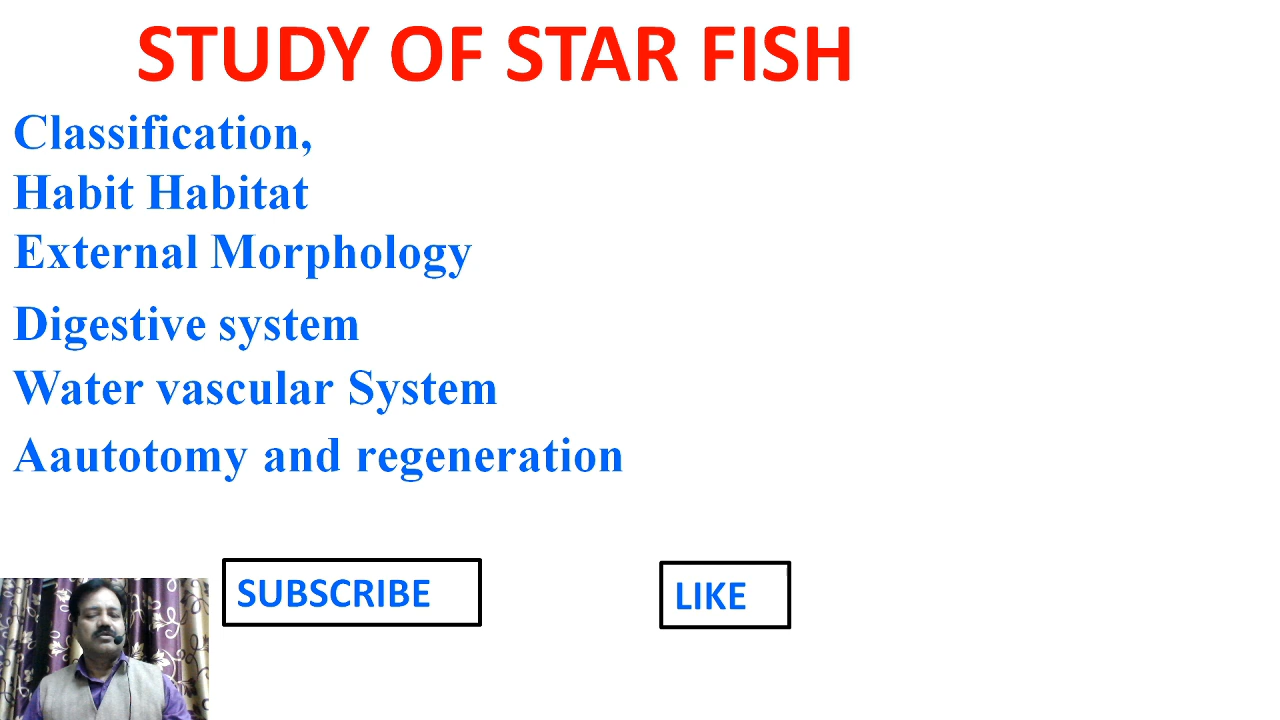 STUDY OF STAR FISH
Classification,
Habit Habitat
External Morphology
Digestive system
Water vascular System
Aautotomy and regeneration
SUBSCRIBE
LIKE